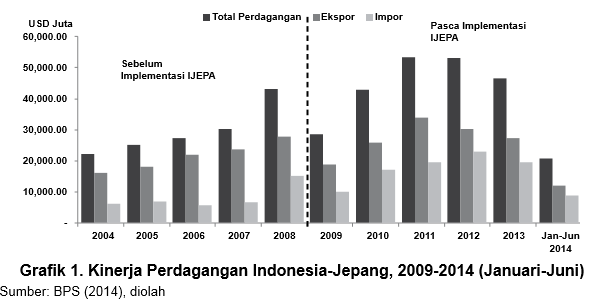 USD Juta
Total Perdagangan Ekspor Impor
Pasca Implementasi
IJEPA
Sebelum
Implementasi IJEPA
60,000.00
50,000.00
40,000.00
30,000.00
20,000.00
10,000.00
-
2004 2005 2006 2007 2008 2009 2010 2011 2012 2013 Jan-Jun
2014
Grafik 1. Kinerja Perdagangan Indonesia-Jepang, 2009-2014 (Januari-Juni)
Sumber: BPS (2014), diolah